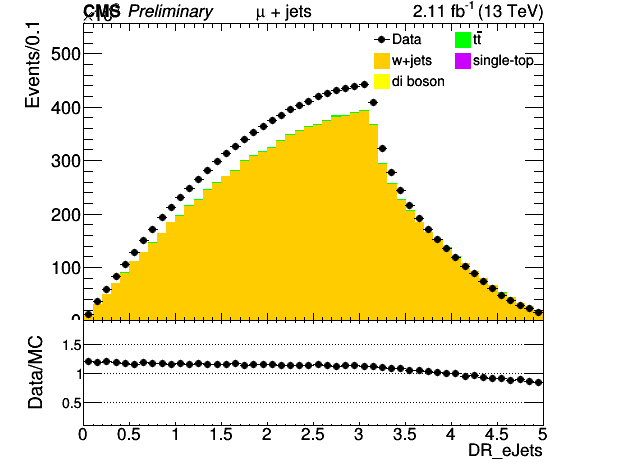 CMS Preliminary μ + jets 2.11 fb⁻¹ (13 TeV)
Events/0.1
Data tt̄
w+jets single-top
di boson
500
400
300
200
100
0
Data/MC
1.5
1
0.5
0 0.5 1 1.5 2 2.5 3 3.5 4 4.5 5
DR_eJets